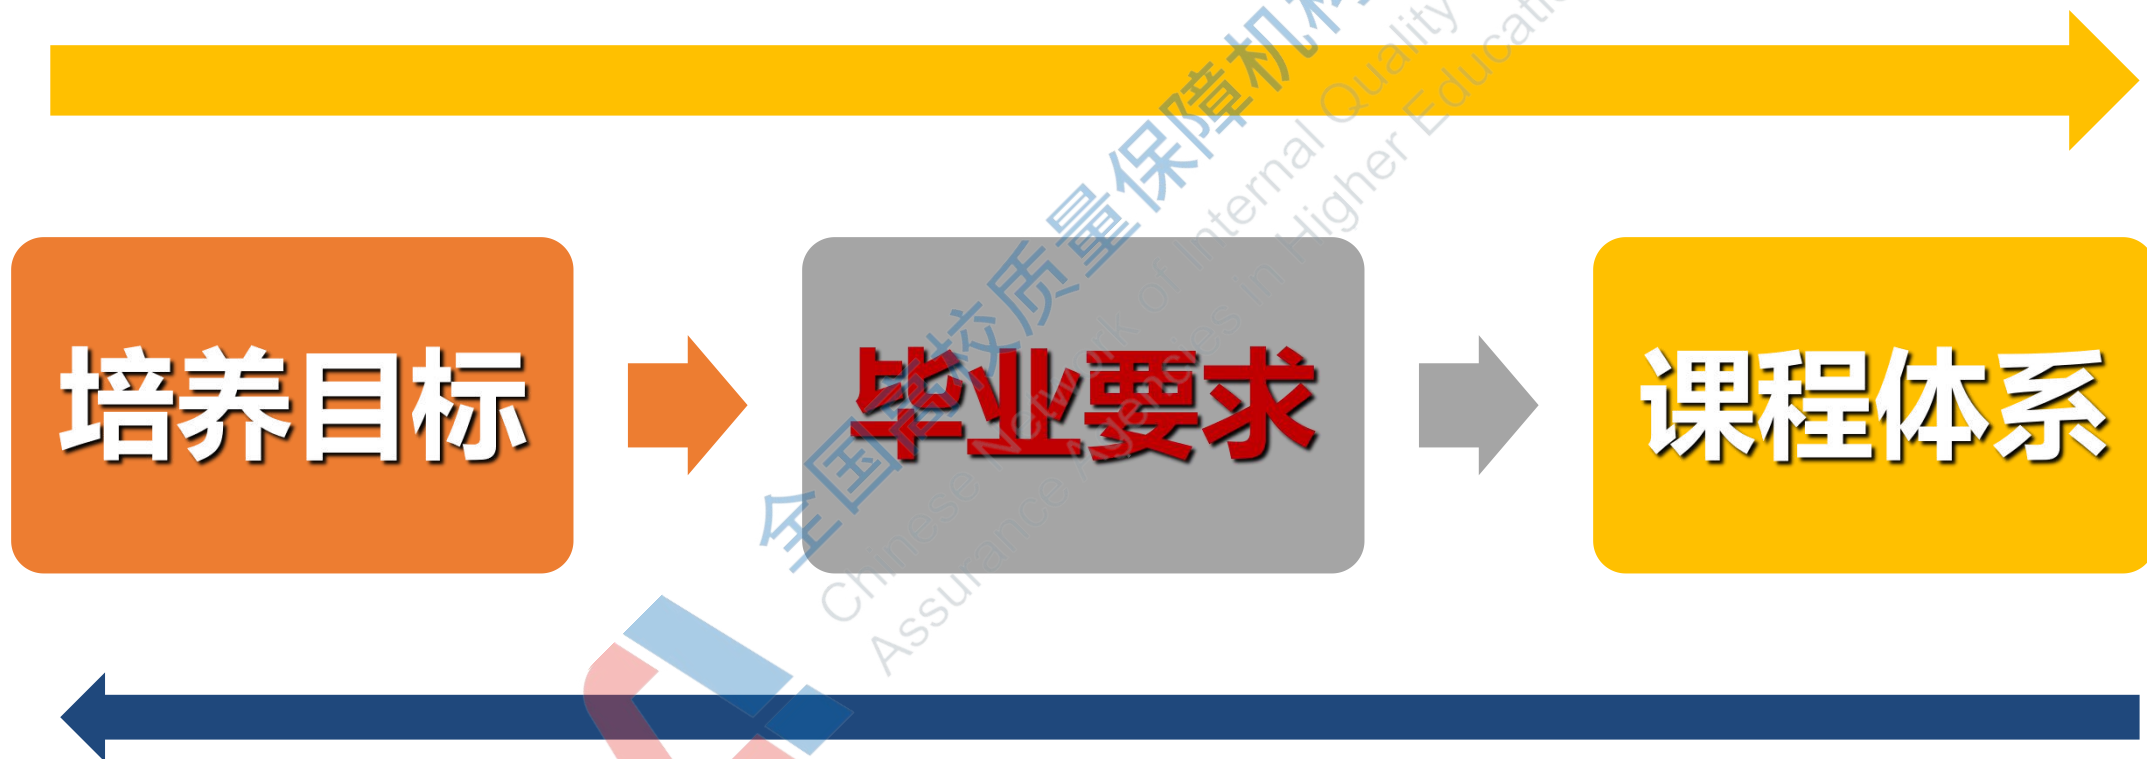 培养目标
毕业要求
课程体系
全国高校质量保障机构
Chinese Network of Internal Quality
Assurance Agencies in Higher Education